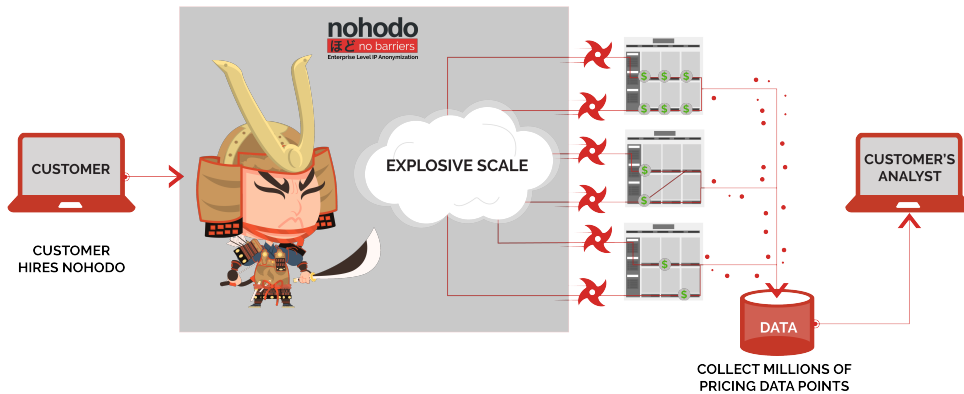 nohodo
ほど no barriers
Enterprise Level IP Anonymization
CUSTOMER
CUSTOMER
HIRES NOHODO
EXPLOSIVE SCALE
$ $ $
$ $ $
$
$
$
$
CUSTOMER'S
ANALYST
DATA
COLLECT MILLIONS OF
PRICING DATA POINTS